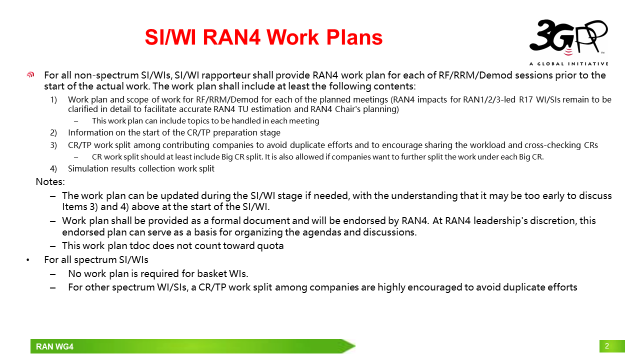 SI/WI RAN4 Work Plans
3GPP
A GLOBAL INITIATIVE
For all non-spectrum SI/WIs, SI/WI rapporteur shall provide RAN4 work plan for each of RF/RRM/Demod sessions prior to the
start of the actual work. The work plan shall include at least the following contents:
1) Work plan and scope of work for RF/RRM/Demod for each of the planned meetings (RAN4 impacts for RAN1/2/3-led R17 WI/SIs remain to be
clarified in detail to facilitate accurate RAN4 TU estimation and RAN4 Chair's planning)
– This work plan can include topics to be handled in each meeting
2) Information on the start of the CR/TP preparation stage
3) CR/TP work split among contributing companies to avoid duplicate efforts and to encourage sharing the workload and cross-checking CRs
– CR work split should at least include Big CR split. It is also allowed if companies want to further split the work under each Big CR.
4) Simulation results collection work split
Notes:
– The work plan can be updated during the SI/WI stage if needed, with the understanding that it may be too early to discuss
Items 3) and 4) above at the start of the SI/WI.
– Work plan shall be provided as a formal document and will be endorsed by RAN4. At RAN4 leadership's discretion, this
endorsed plan can serve as a basis for organizing the agendas and discussions.
– This work plan tdoc does not count toward quota
• For all spectrum SI/WIs
– No work plan is required for basket WIs.
– For other spectrum WI/SIs, a CR/TP work split among companies are highly encouraged to avoid duplicate efforts
RAN WG4
2